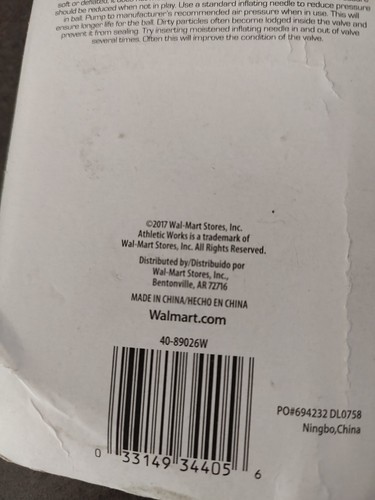 soft or deflated.
should be reduced when not in play. Use a standard inflating needle to reduce pressure
in ball. Pump to manufacturer's recommended air pressure when in use. This will
ensure longer life for the ball. Dirty particles often become lodged inside the valve and
prevent it from sealing. Try inserting moistened inflating needle in and out of valve
several times. Often this will improve the condition of the valve.
©2017 Wal-Mart Stores, Inc.
Athletic Works is a trademark of
Wal-Mart Stores, Inc. All Rights Reserved.
Distributed by/Distribuido por
Wal-Mart Stores, Inc.,
Bentonville, AR 72716
MADE IN CHINA/HECHO EN CHINA
Walmart.com
40-89026W
PO#694232 DL0758
Ningbo,China
0 33149 34405 6